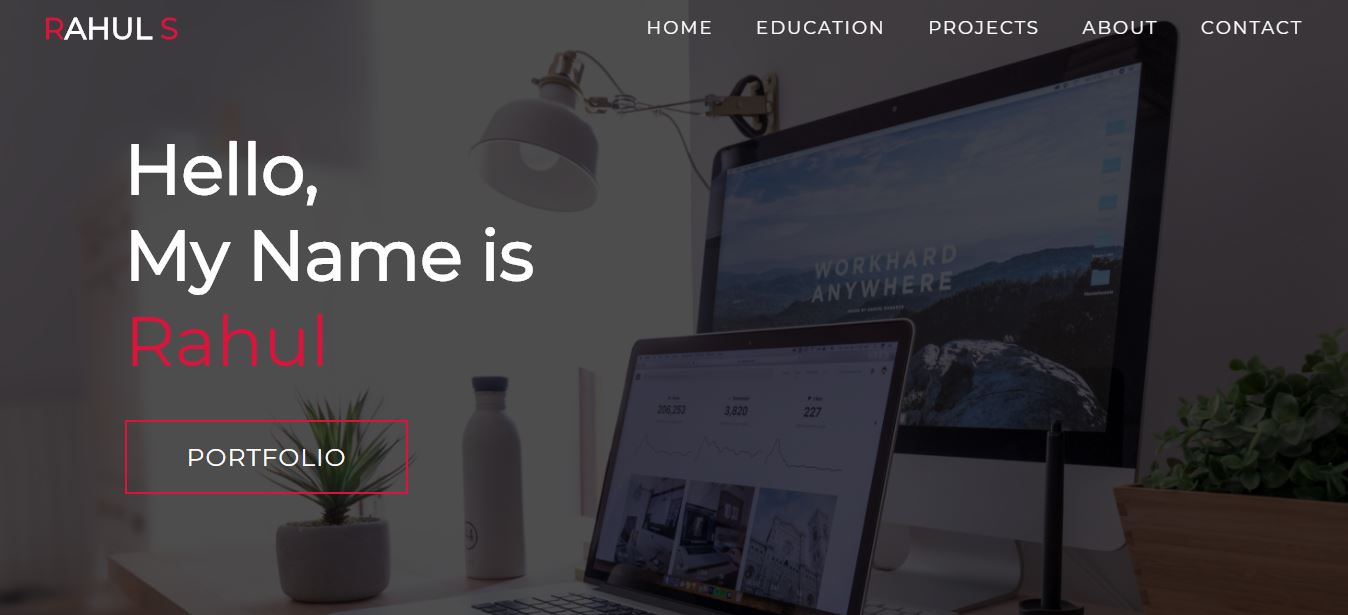 RAHUL S
HOME EDUCATION PROJECTS ABOUT CONTACT
Hello,
My Name is
Rahul
PORTFOLIO
WORKHARD
ANYWHERE
206,253 3,820 227